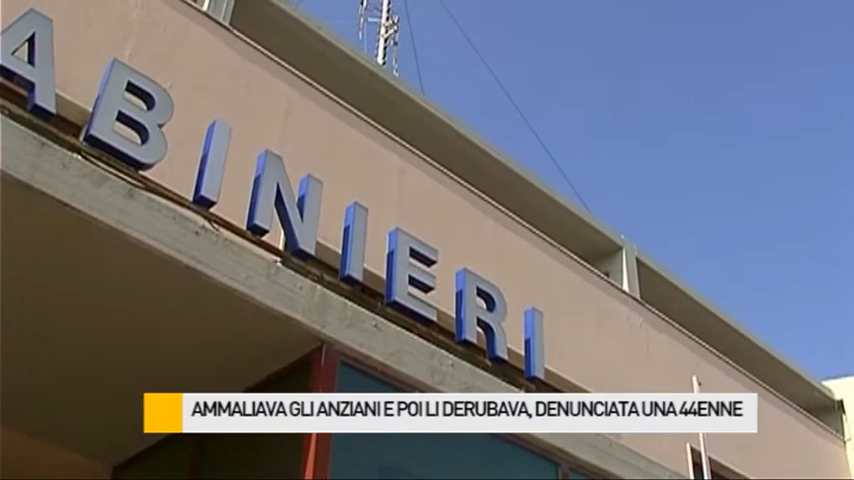 ABINIERI
AMMALIAVA GLI ANZIANI E POI LI DERUBAVA, DENUNCIATA UNA 44ENNE